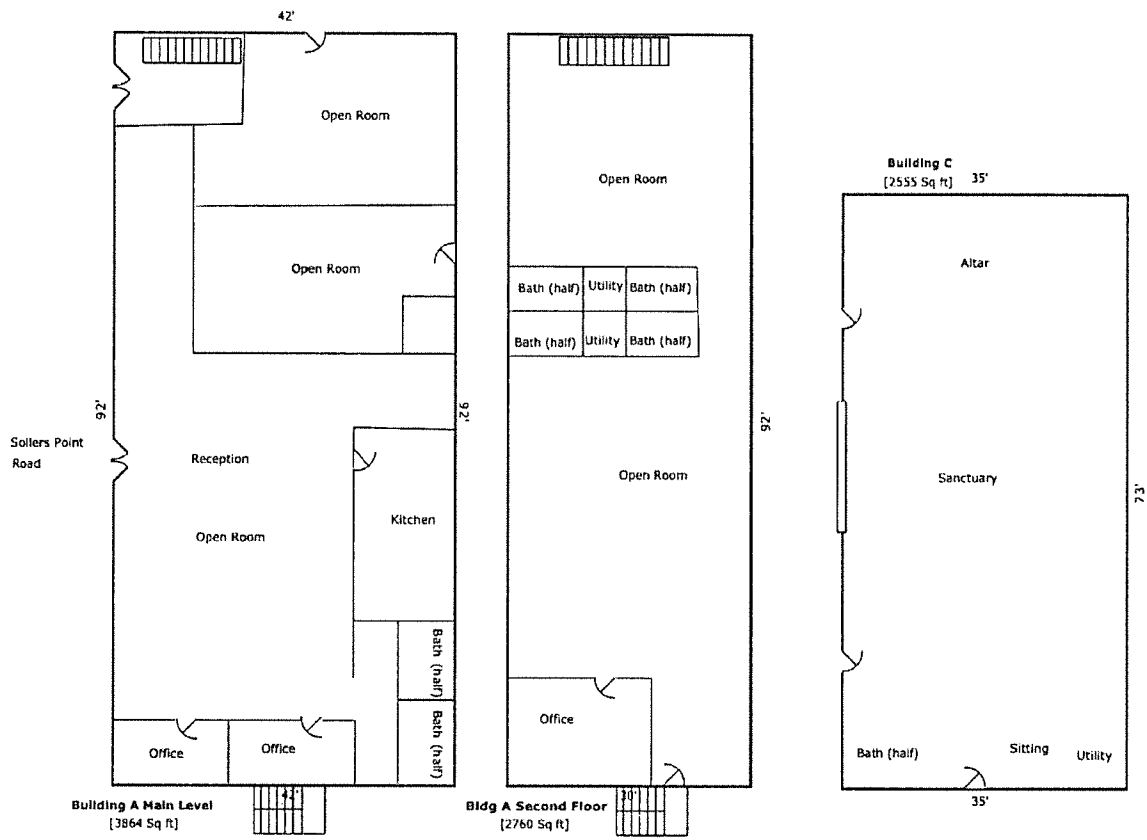 42'
Open Room
Open Room
92'
92'
Sollers Point
Road
Reception
Open Room
Kitchen
Bath (half)
Bath (half)
Office
Office
42'
Building A Main Level
[3864 Sq ft]
Open Room
Bath (half)
Utility
Bath (half)
Bath (half)
Utility
Bath (half)
92'
Open Room
Office
30'
Bldg A Second Floor
[2760 Sq ft]
Building C
[2555 Sq ft]
35'
Altar
Sanctuary
73'
Bath (half)
Sitting
Utility
35'